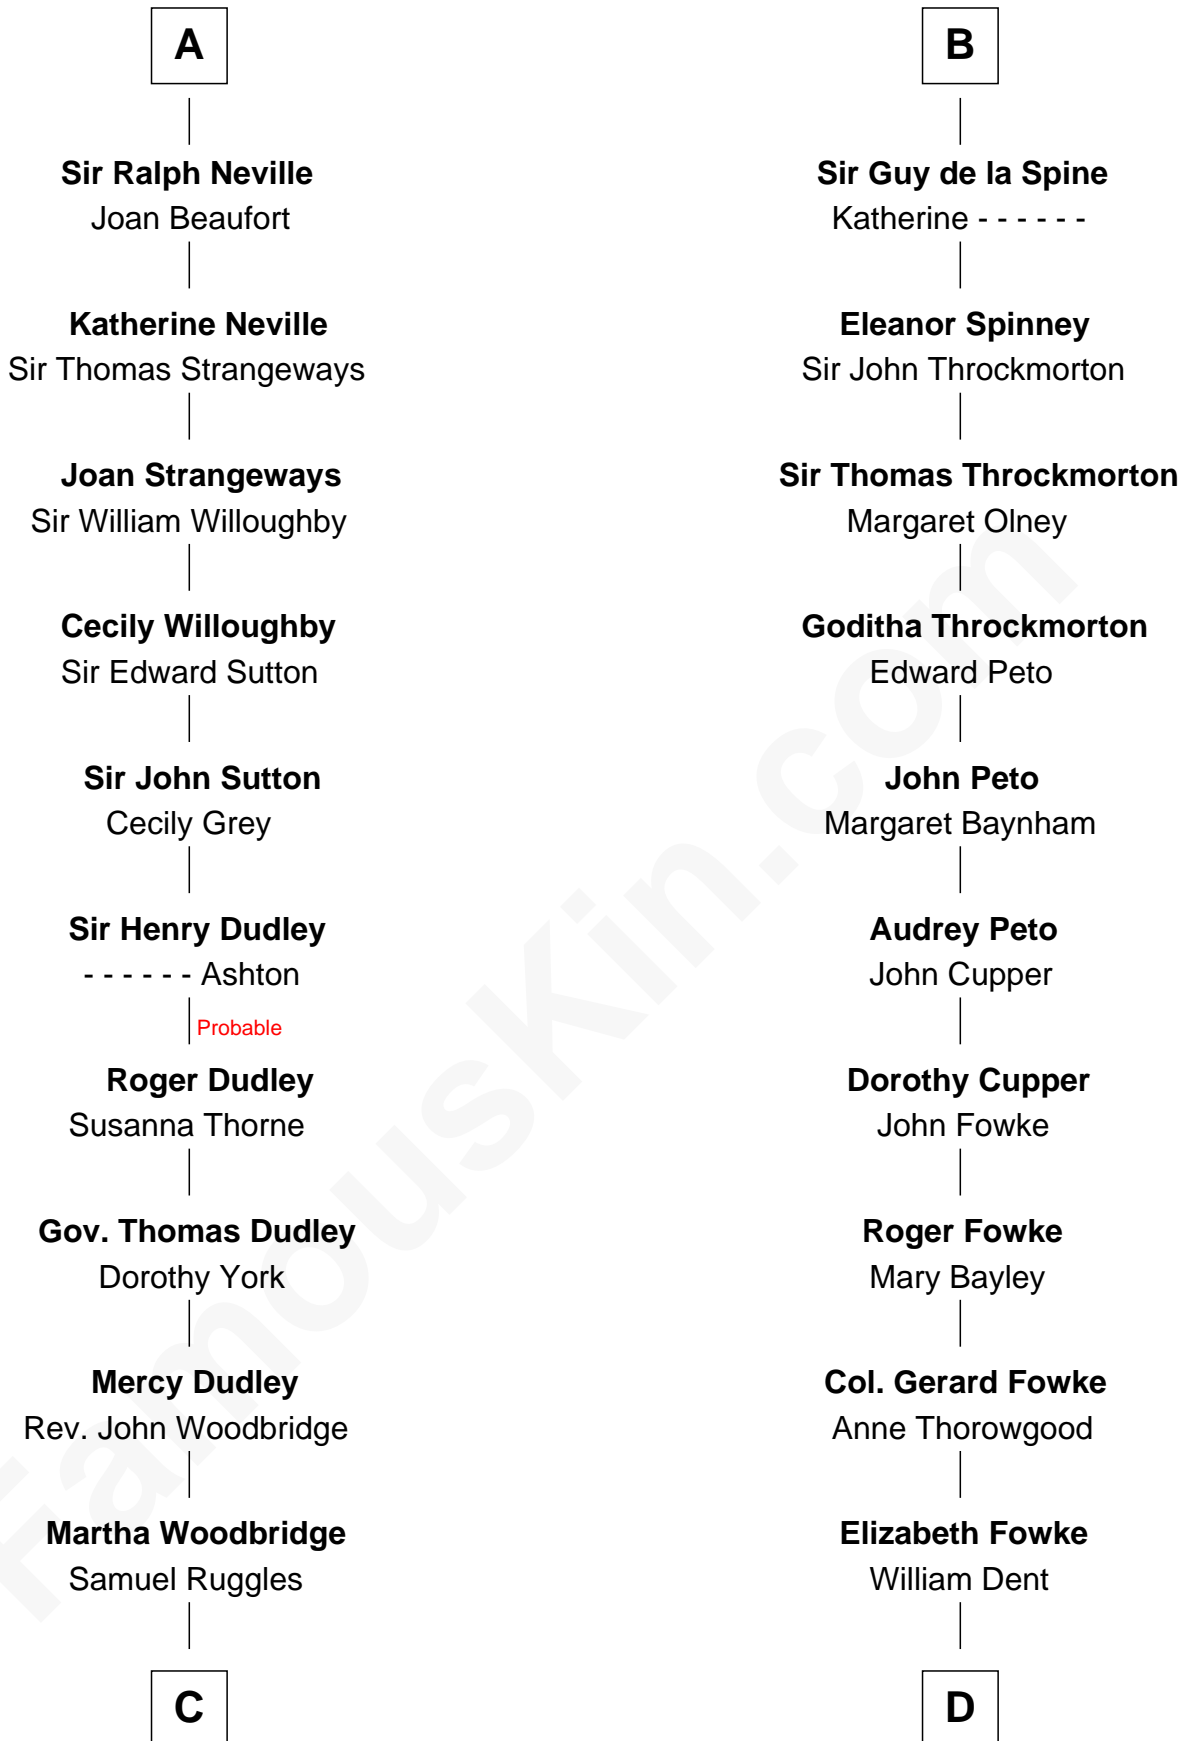 A
Sir Ralph Neville
Joan Beaufort
Katherine Neville
Sir Thomas Strangeways
Joan Strangeways
Sir William Willoughby
Cecily Willoughby
Sir Edward Sutton
Sir John Sutton
Cecily Grey
Sir Henry Dudley
- - - - - - Ashton
Probable
Roger Dudley
Susanna Thorne
Gov. Thomas Dudley
Dorothy York
Mercy Dudley
Rev. John Woodbridge
Martha Woodbridge
Samuel Ruggles
C
B
Sir Guy de la Spine
Katherine - - - - - -
Eleanor Spinney
Sir John Throckmorton
Sir Thomas Throckmorton
Margaret Olney
Goditha Throckmorton
Edward Peto
John Peto
Margaret Baynham
Audrey Peto
John Cupper
Dorothy Cupper
John Fowke
Roger Fowke
Mary Bayley
Col. Gerard Fowke
Anne Thorowgood
Elizabeth Fowke
William Dent
D
FamousKin.com